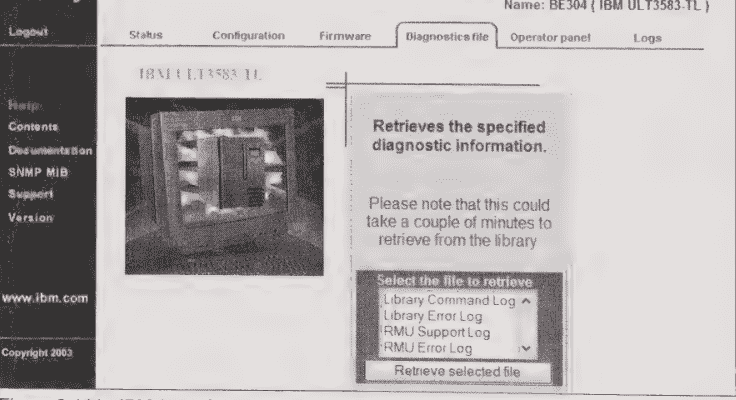 Name: BE304 ( IBM ULT3583-TL )
Logout
Status
Configuration
Firmware
Diagnostics file
Operator panel
Logs
IBM ULT3583-TL
Help
Contents
Documentation
SNMP MIB
Support
Version
www.ibm.com
Copyright 2003
Retrieves the specified
diagnostic information.
Please note that this could
take a couple of minutes to
retrieve from the library
Select the file to retrieve
Library Command Log
Library Error Log
RMU Support Log
RMU Error Log
Retrieve selected file